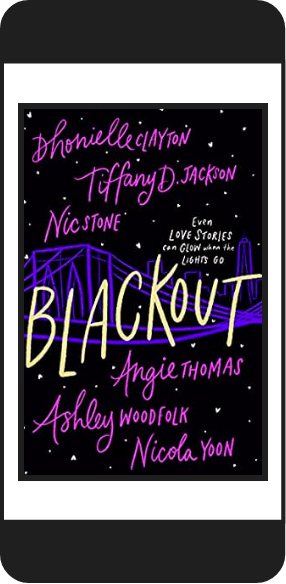 Dhonielle CLAYTON
Tiffany D. JACKSON
Nic STONE
Even
LOVE STORIES
can GLOW when the
LIGHTS GO
BLACKOUT
Angie THOMAS
Ashley WOODFOLK
Nicola YOON